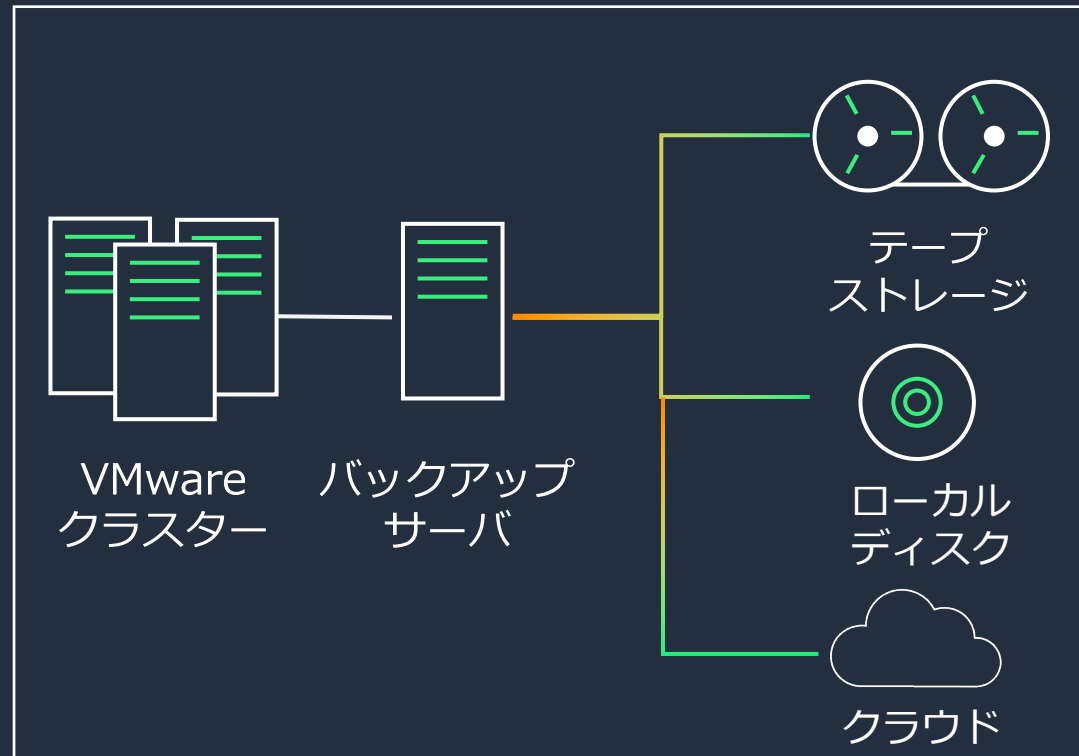 VMware
クラスター
バックアップ
サーバ
テープ
ストレージ
ローカル
ディスク
クラウド